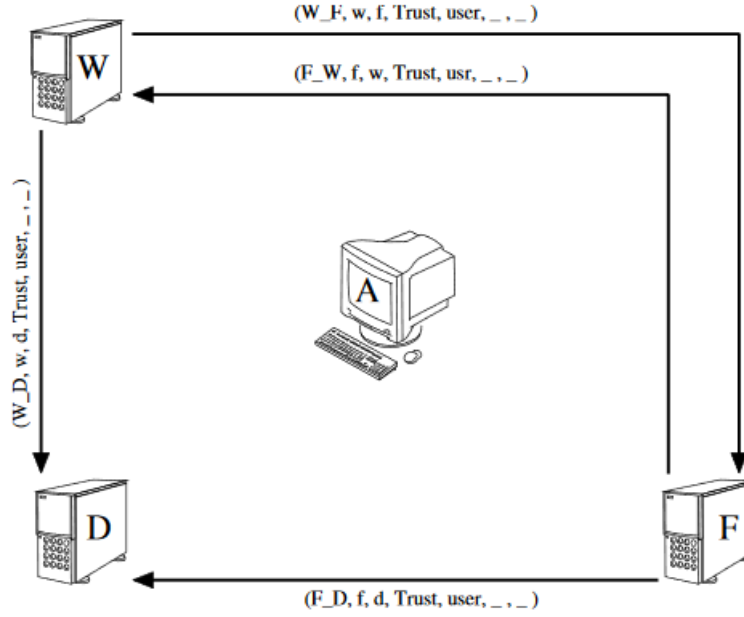 (W_F, w, f, Trust, user, _ , _ )
W
(F_W, f, w, Trust, usr, _ , _ )
(W_D, w, d, Trust, user, _ , _ )
A
D
F
(F_D, f, d, Trust, user, _ , _ )